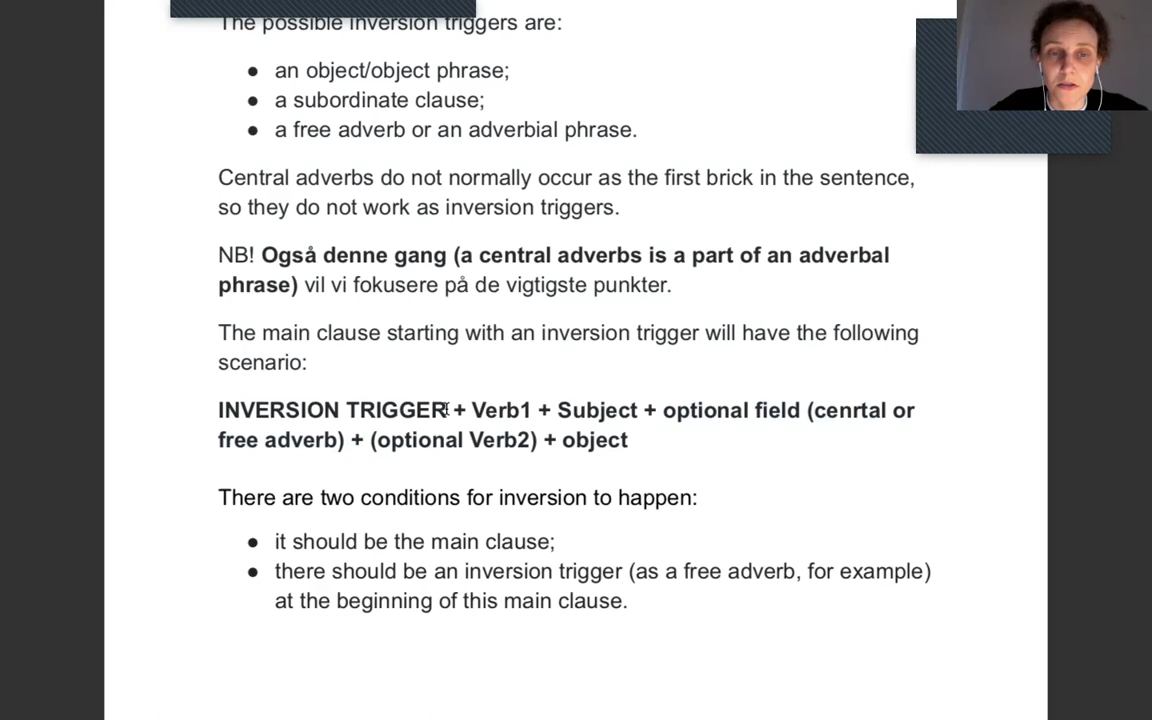 The possible inversion triggers are:
● an object/object phrase;
● a subordinate clause;
● a free adverb or an adverbial phrase.
Central adverbs do not normally occur as the first brick in the sentence,
so they do not work as inversion triggers.
NB! Også denne gang (a central adverbs is a part of an adverbal
phrase) vil vi fokusere på de vigtigste punkter.
The main clause starting with an inversion trigger will have the following
scenario:
INVERSION TRIGGER + Verb1 + Subject + optional field (cenrtal or
free adverb) + (optional Verb2) + object
There are two conditions for inversion to happen:
● it should be the main clause;
● there should be an inversion trigger (as a free adverb, for example)
at the beginning of this main clause.